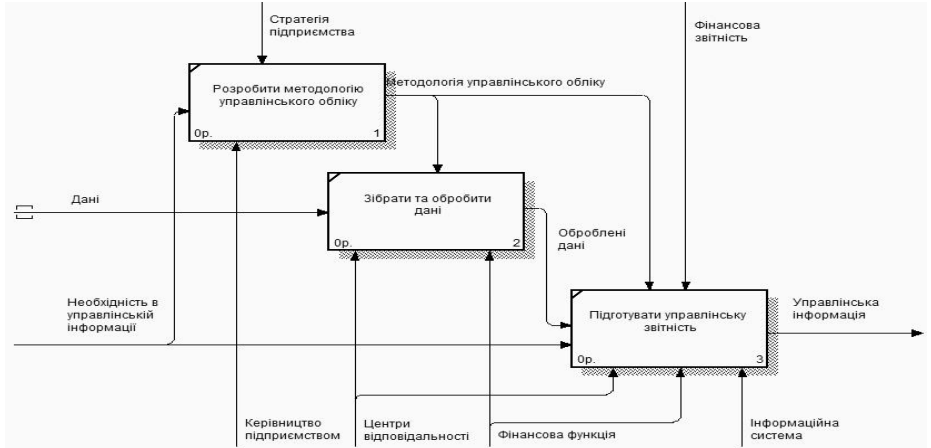 Стратегія
підприємства
Фінансова
звітність
Розробити методологію
управлінського обліку
0р.
1
Методологія управлінського обліку
Дані
Зібрати та обробити
дані
0р.
2
Оброблені
дані
Необхідність в
управлінській
інформації
Підготувати управлінську
звітність
0р.
3
Управлінська
інформація
Керівництво
підприємством
Центри
відповідальності
Фінансова функція
Інформаційна
система